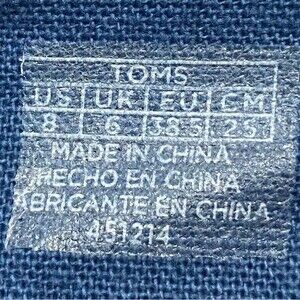 TOMS
US UK EU CM
8 6 38.5 25
MADE IN CHINA
HECHO EN CHINA
FABRICANTE EN CHINA
451214